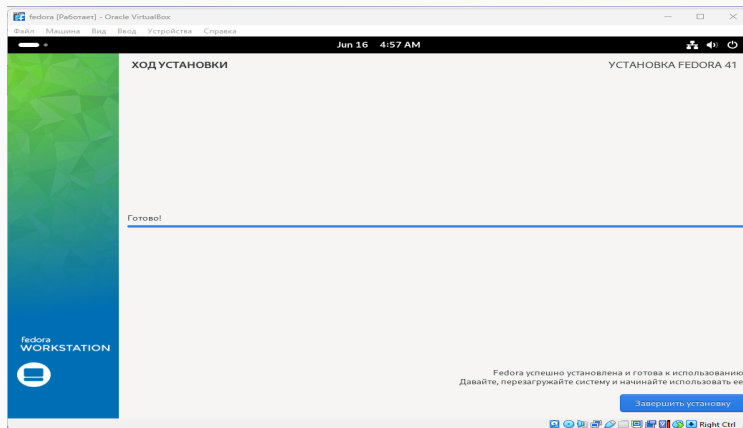 fedora [Работает] - Oracle VirtualBox
Файл Машина Вид Ввод Устройства Справка
Jun 16 4:57 AM
ХОД УСТАНОВКИ
УСТАНОВКА FEDORA 41
Готово!
fedora
WORKSTATION
Fedora успешно установлена и готова к использованию
Давайте, перезагружайте систему и начинайте использовать ее
Завершить установку
Right Ctrl